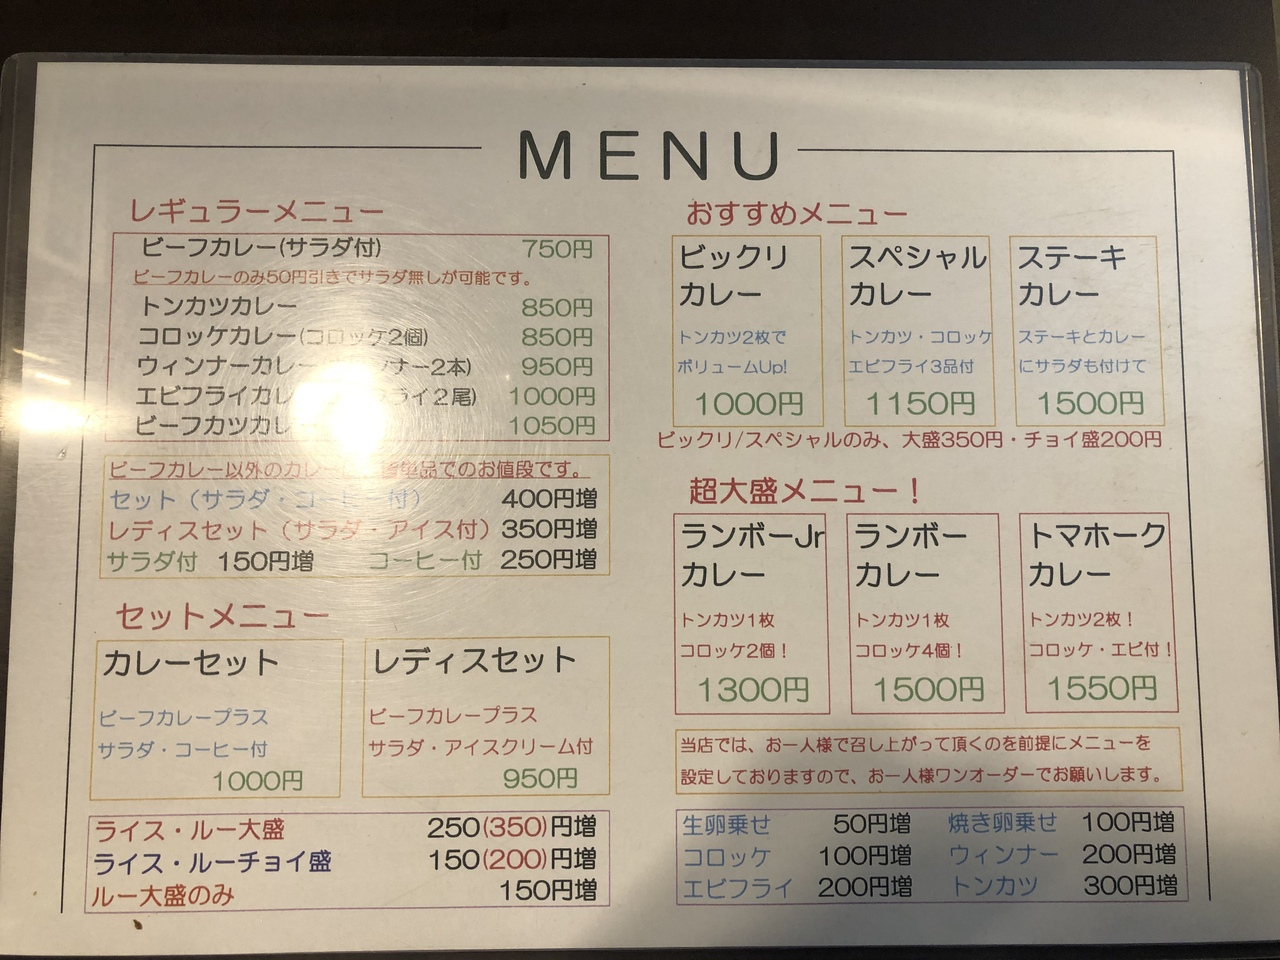 MENU
レギュラーメニュー
ビーフカレー(サラダ付) 750円
ビーフカレーのみ50円引きでサラダ無しが可能です。
トンカツカレー 850円
コロッケカレー(コロッケ2個) 850円
ウィンナーカレー ナー2本) 950円
エビフライカレ ライ2尾) 1000円
ビーフカツカレ 1050円
ビーフカレー以外のカレー 単品でのお値段です。
セット(サラダ・コーヒー付) 400円増
レディスセット(サラダ・アイス付) 350円増
サラダ付 150円増 コーヒー付 250円増
セットメニュー
カレーセット
ビーフカレープラス
サラダ・コーヒー付
1000円
レディスセット
ビーフカレープラス
サラダ・アイスクリーム付
950円
ライス・ルー大盛 250(350)円増
ライス・ルーチョイ盛 150(200)円増
ルー大盛のみ 150円増
おすすめメニュー
ビックリ
カレー
トンカツ2枚で
ボリュームUp!
1000円
スペシャル
カレー
トンカツ・コロッケ
エビフライ3品付
1150円
ステーキ
カレー
ステーキとカレー
にサラダも付けて
1500円
ビックリ/スペシャルのみ、大盛350円・チョイ盛200円
超大盛メニュー!
ランボーJr
カレー
トンカツ1枚
コロッケ2個!
1300円
ランボー
カレー
トンカツ1枚
コロッケ4個!
1500円
トマホーク
カレー
トンカツ2枚!
コロッケ・エビ付!
1550円
当店では、お一人様で召し上がって頂くのを前提にメニューを
設定しておりますので、お一人様ワンオーダーでお願いします。
生卵乗せ 50円増 焼き卵乗せ 100円増
コロッケ 100円増 ウィンナー 200円増
エビフライ 200円増 トンカツ 300円増